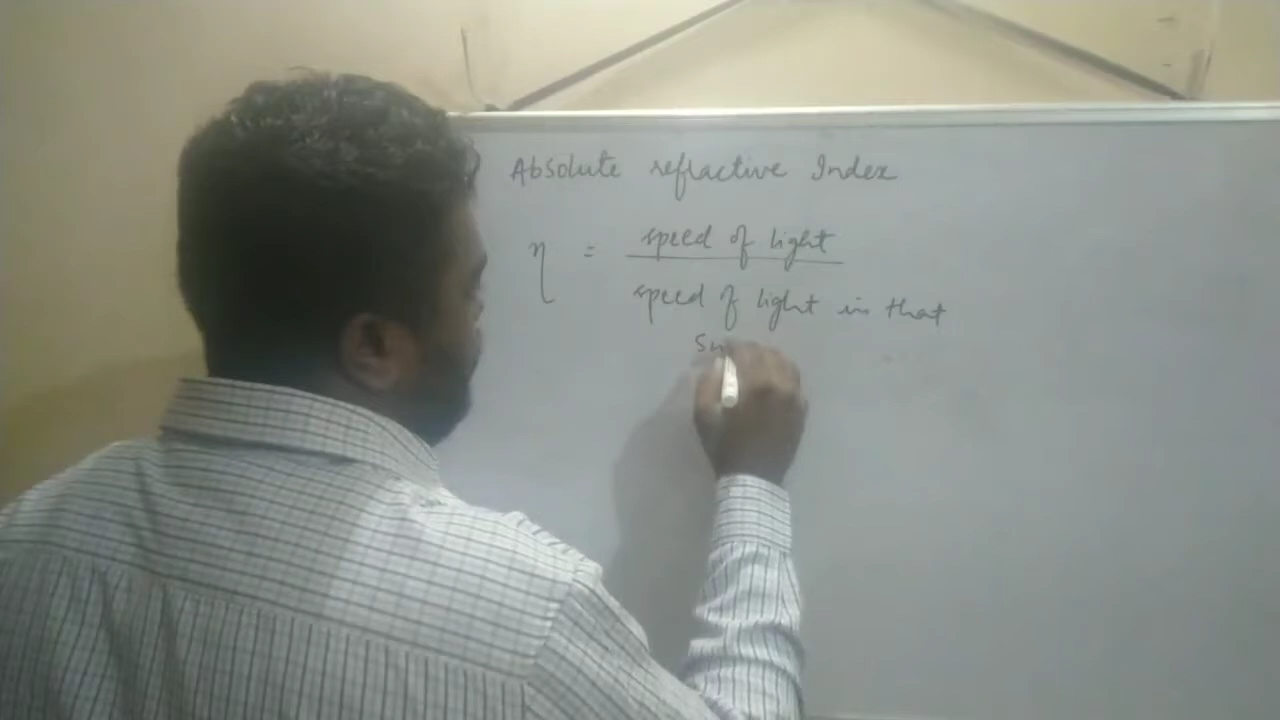 Absolute refractive Index
η = speed of light
speed of light in that